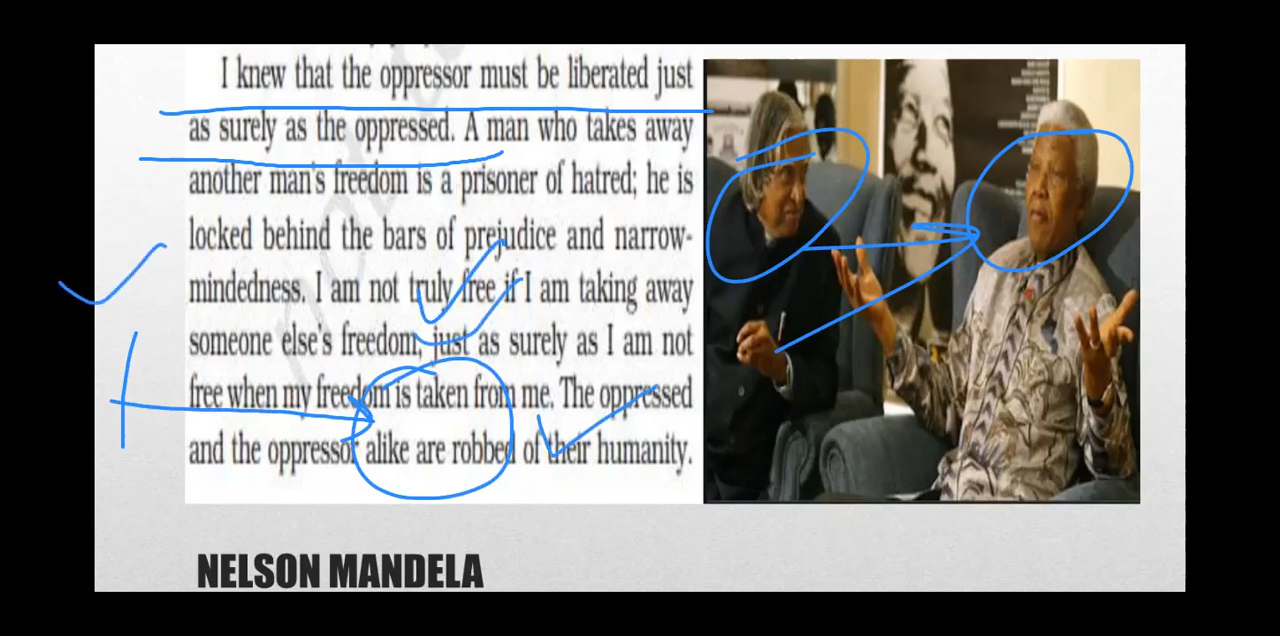 I knew that the oppressor must be liberated just
as surely as the oppressed. A man who takes away
another man's freedom is a prisoner of hatred; he is
locked behind the bars of prejudice and narrow-
mindedness. I am not truly free if I am taking away
someone else's freedom, just as surely as I am not
free when my freedom is taken from me. The oppressed
and the oppressor alike are robbed of their humanity.
NELSON MANDELA